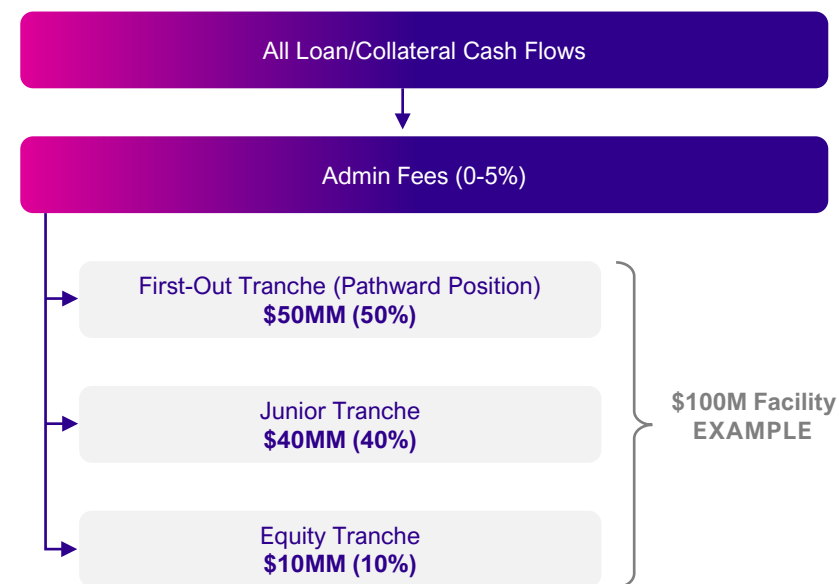 All Loan/Collateral Cash Flows
Admin Fees (0-5%)
First-Out Tranche (Pathward Position)
$50MM (50%)
Junior Tranche
$40MM (40%)
$100M Facility
EXAMPLE
Equity Tranche
$10MM (10%)